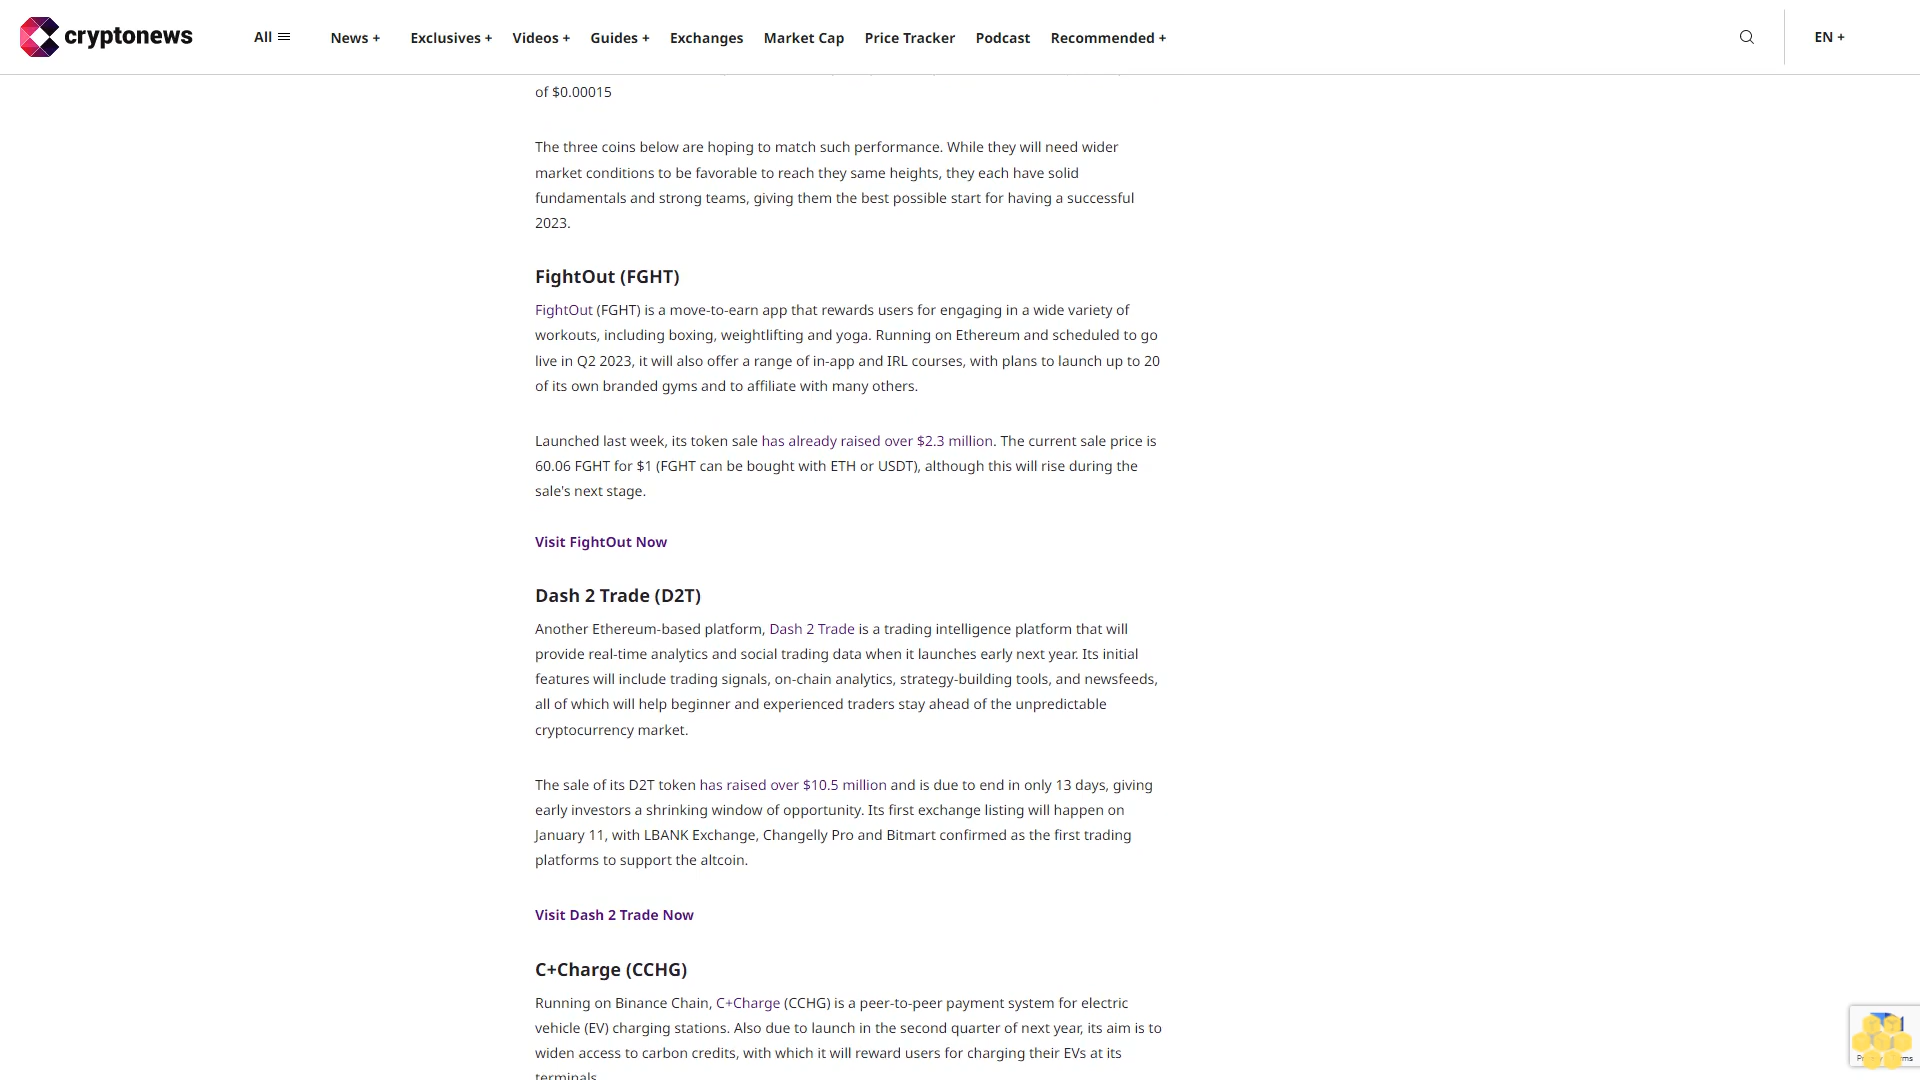 cryptonews
All
News +
Exclusives +
Videos +
Guides +
Exchanges
Market Cap
Price Tracker
Podcast
Recommended +
EN +
of $0.00015
The three coins below are hoping to match such performance. While they will need wider
market conditions to be favorable to reach they same heights, they each have solid
fundamentals and strong teams, giving them the best possible start for having a successful
2023.
FightOut (FGHT)
FightOut (FGHT) is a move-to-earn app that rewards users for engaging in a wide variety of
workouts, including boxing, weightlifting and yoga. Running on Ethereum and scheduled to go
live in Q2 2023, it will also offer a range of in-app and IRL courses, with plans to launch up to 20
of its own branded gyms and to affiliate with many others.
Launched last week, its token sale has already raised over $2.3 million. The current sale price is
60.06 FGHT for $1 (FGHT can be bought with ETH or USDT), although this will rise during the
sale's next stage.
Visit FightOut Now
Dash 2 Trade (D2T)
Another Ethereum-based platform, Dash 2 Trade is a trading intelligence platform that will
provide real-time analytics and social trading data when it launches early next year. Its initial
features will include trading signals, on-chain analytics, strategy-building tools, and newsfeeds,
all of which will help beginner and experienced traders stay ahead of the unpredictable
cryptocurrency market.
The sale of its D2T token has raised over $10.5 million and is due to end in only 13 days, giving
early investors a shrinking window of opportunity. Its first exchange listing will happen on
January 11, with LBANK Exchange, Changelly Pro and Bitmart confirmed as the first trading
platforms to support the altcoin.
Visit Dash 2 Trade Now
C+Charge (CCHG)
Running on Binance Chain, C+Charge (CCHG) is a peer-to-peer payment system for electric
vehicle (EV) charging stations. Also due to launch in the second quarter of next year, its aim is to
widen access to carbon credits, with which it will reward users for charging their EVs at its
terminals.